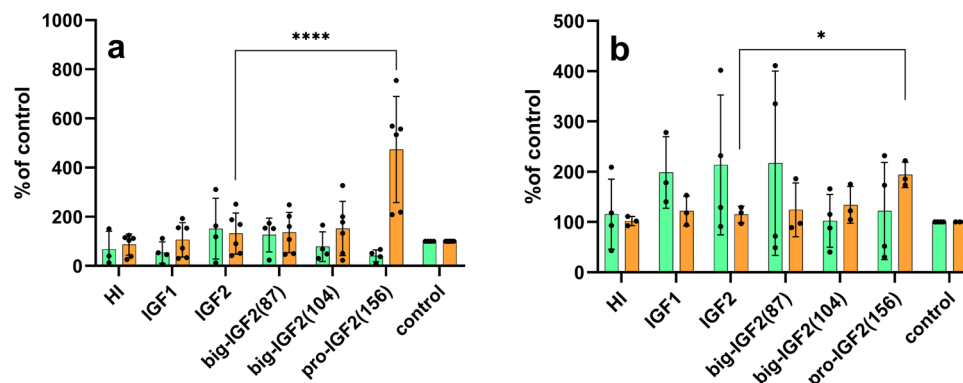 a
%of control
1000
800
600
400
200
0
****
HI
IGF1
IGF2
big-IGF2(87)
big-IGF2(104)
pro-IGF2(156)
control
b
%of control
500
400
300
200
100
0
*
HI
IGF1
IGF2
big-IGF2(87)
big-IGF2(104)
pro-IGF2(156)
control